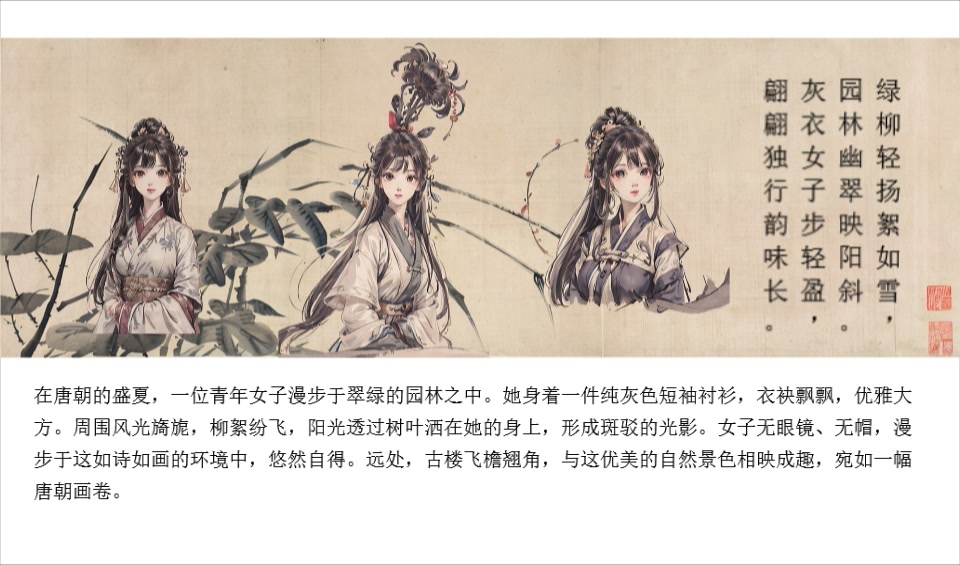 绿柳轻扬絮如雪，
园林幽翠映阳斜。
灰衣女子步轻盈，
翩翩独行韵味长。
在唐朝的盛夏，一位青年女子漫步于翠绿的园林之中。她身着一件纯灰色短袖衬衫，衣袂飘飘，优雅大
方。周围风光旖旎，柳絮纷飞，阳光透过树叶洒在她的身上，形成斑驳的光影。女子无眼镜、无帽，漫
步于这如诗如画的环境中，悠然自得。远处，古楼飞檐翘角，与这优美的自然景色相映成趣，宛如一幅
唐朝画卷。